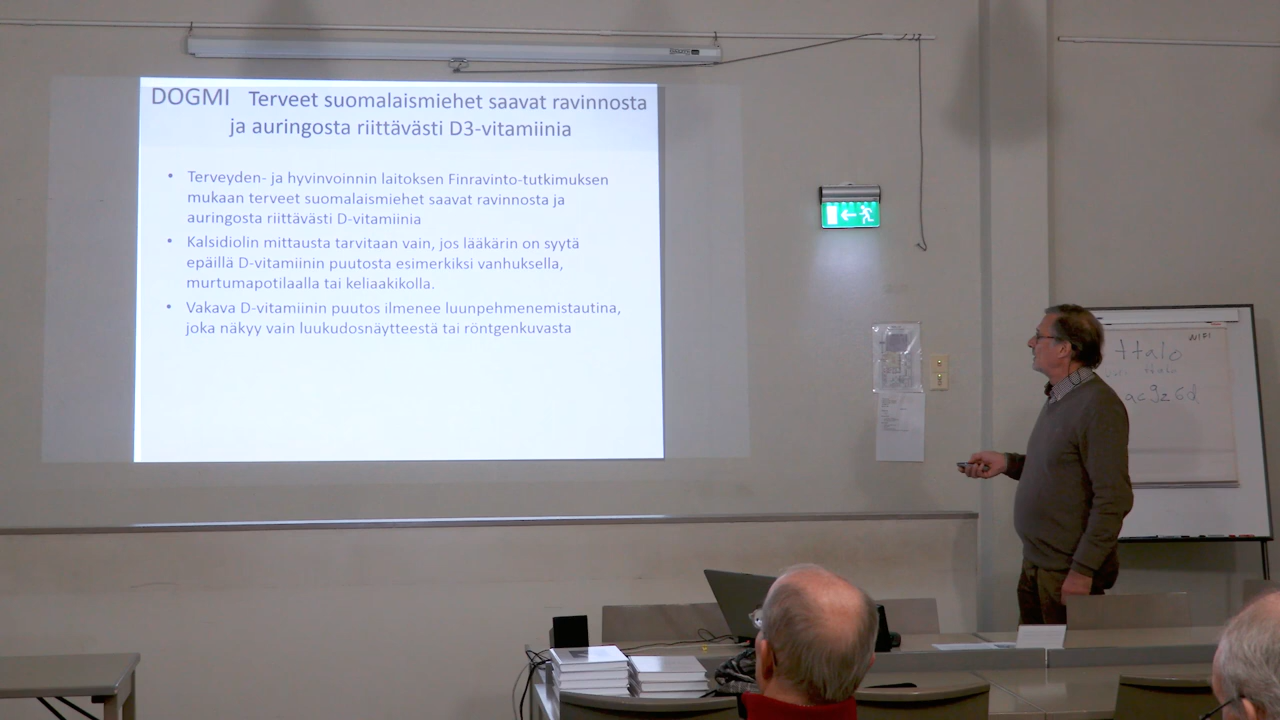 DOGMI Terveet suomalaismiehet saavat ravinnosta
ja auringosta riittävästi D3-vitamiinia
• Terveyden- ja hyvinvoinnin laitoksen Finravinto-tutkimuksen
mukaan terveet suomalaismiehet saavat ravinnosta ja
auringosta riittävästi D-vitamiinia
• Kalsidiolin mittausta tarvitaan vain, jos lääkärin on syytä
epäillä D-vitamiinin puutosta esimerkiksi vanhuksella,
murtumapotilaalla tai keliaakikolla.
• Vakava D-vitamiinin puutos ilmenee luunpehmenemistautina,
joka näkyy vain luukudosnäytteestä tai röntgenkuvasta
WIFI
ttalo